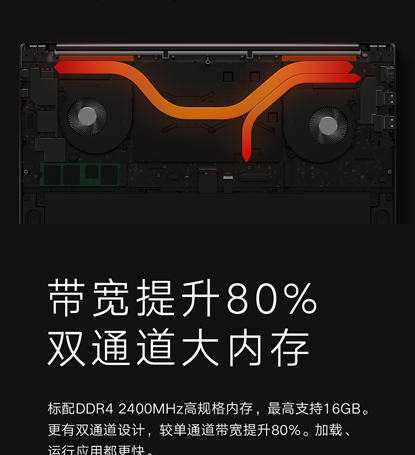 带宽提升80%
双通道大内存
标配DDR4 2400MHz高规格内存，最高支持16GB。
更有双通道设计，较单通道带宽提升80%。加载、
运行应用都更快。